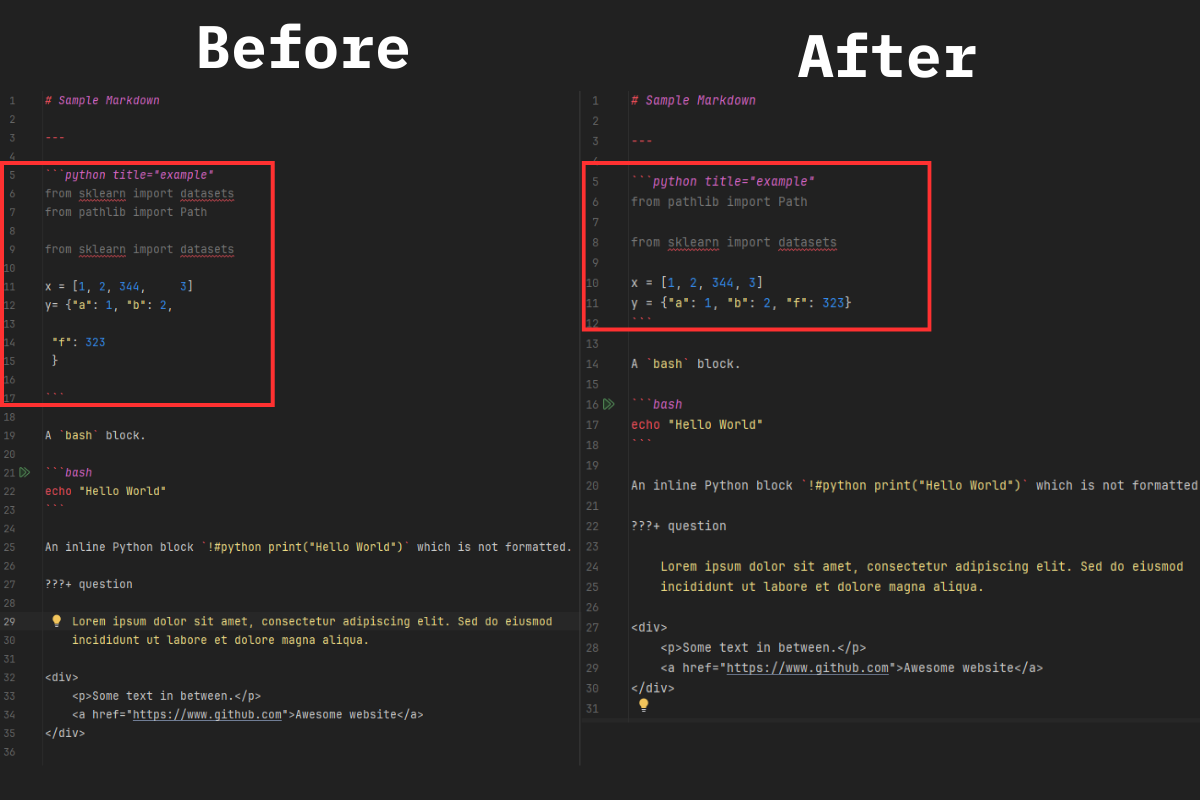 Before
1 # Sample Markdown
2
3 ---
4
5 ```python title="example"
6 from sklearn import datasets
7 from pathlib import Path
8
9 from sklearn import datasets
10
11 x = [1, 2, 344,     3]
12 y= {"a": 1, "b": 2,
13
14  "f": 323
15  }
16
17 ```
18
19 A `bash` block.
20
21 ```bash
22 echo "Hello World"
23 ```
24
25 An inline Python block `!#python print("Hello World")` which is not formatted.
26
27 ???+ question
28
29     Lorem ipsum dolor sit amet, consectetur adipiscing elit. Sed do eiusmod
30     incididunt ut labore et dolore magna aliqua.
31
32 <div>
33     <p>Some text in between.</p>
34     <a href="https://www.github.com">Awesome website</a>
35 </div>
36
After
1 # Sample Markdown
2
3 ---
4
5 ```python title="example"
6 from pathlib import Path
7
8 from sklearn import datasets
9
10 x = [1, 2, 344, 3]
11 y = {"a": 1, "b": 2, "f": 323}
12 ```
13
14 A `bash` block.
15
16 ```bash
17 echo "Hello World"
18 ```
19
20 An inline Python block `!#python print("Hello World")` which is not formatted
21
22 ???+ question
23
24     Lorem ipsum dolor sit amet, consectetur adipiscing elit. Sed do eiusmod
25     incididunt ut labore et dolore magna aliqua.
26
27 <div>
28     <p>Some text in between.</p>
29     <a href="https://www.github.com">Awesome website</a>
30 </div>
31